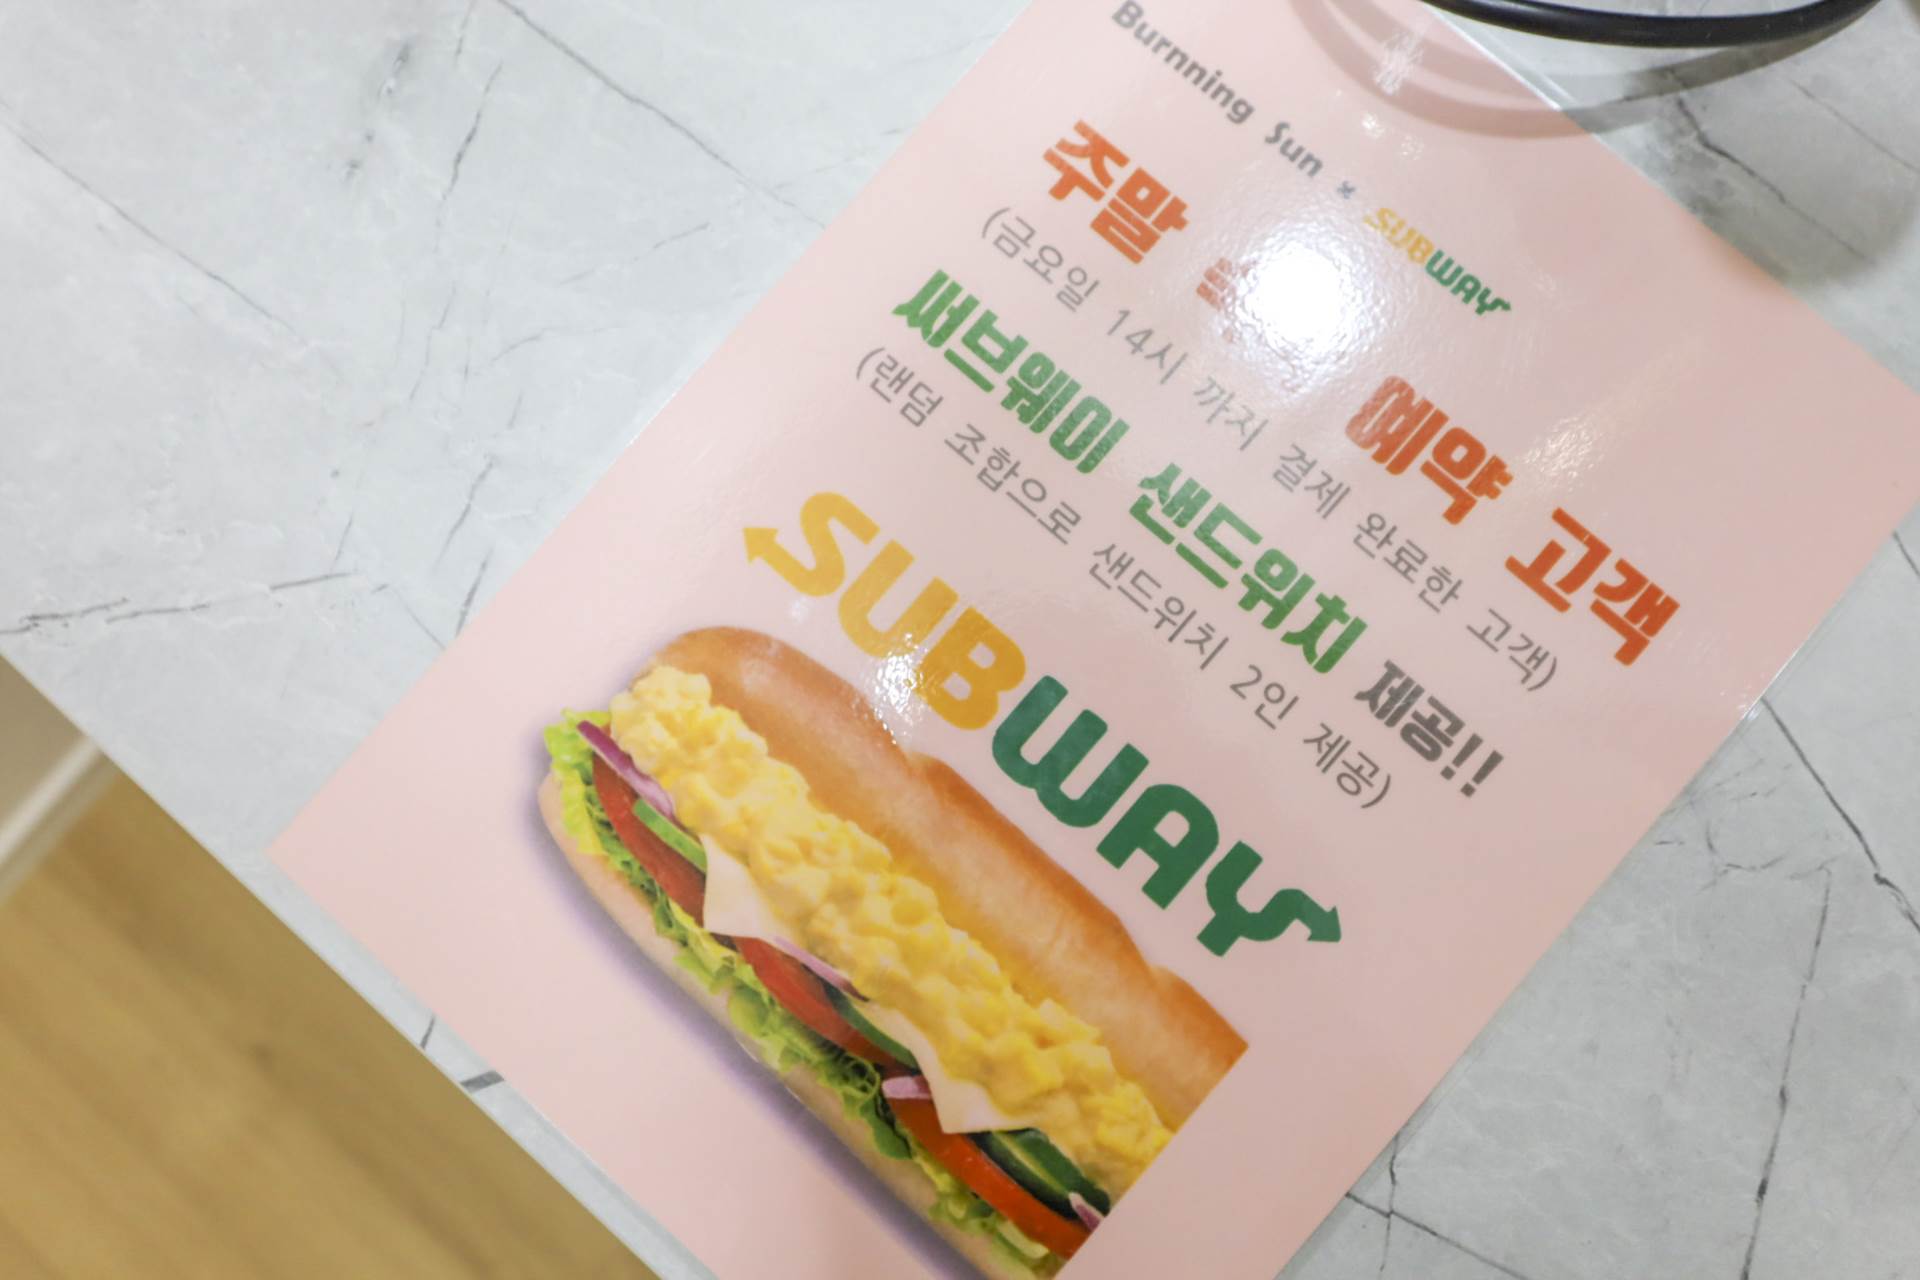 Burnning Sun × SUBWAY
주말 예약 고객
(금요일 14시 까지 결제 완료한 고객)
써브웨이 샌드위치 제공!!
(랜덤 조합으로 샌드위치 2인 제공)
SUBWAY